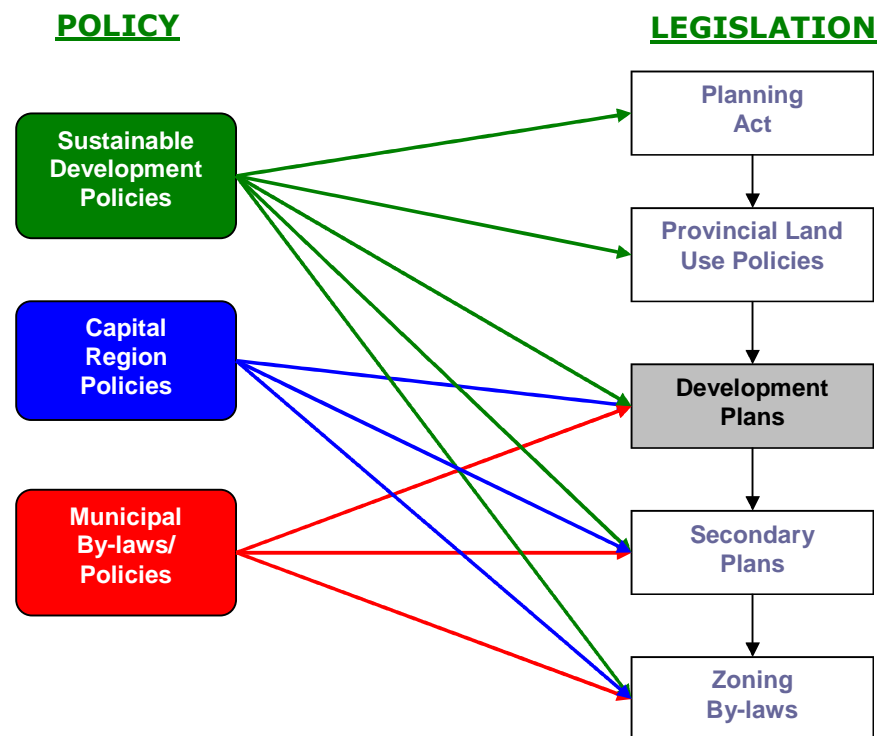 POLICY
LEGISLATION
Sustainable
Development
Policies
Capital
Region
Policies
Municipal
By-laws/
Policies
Planning
Act
Provincial Land
Use Policies
Development
Plans
Secondary
Plans
Zoning
By-laws